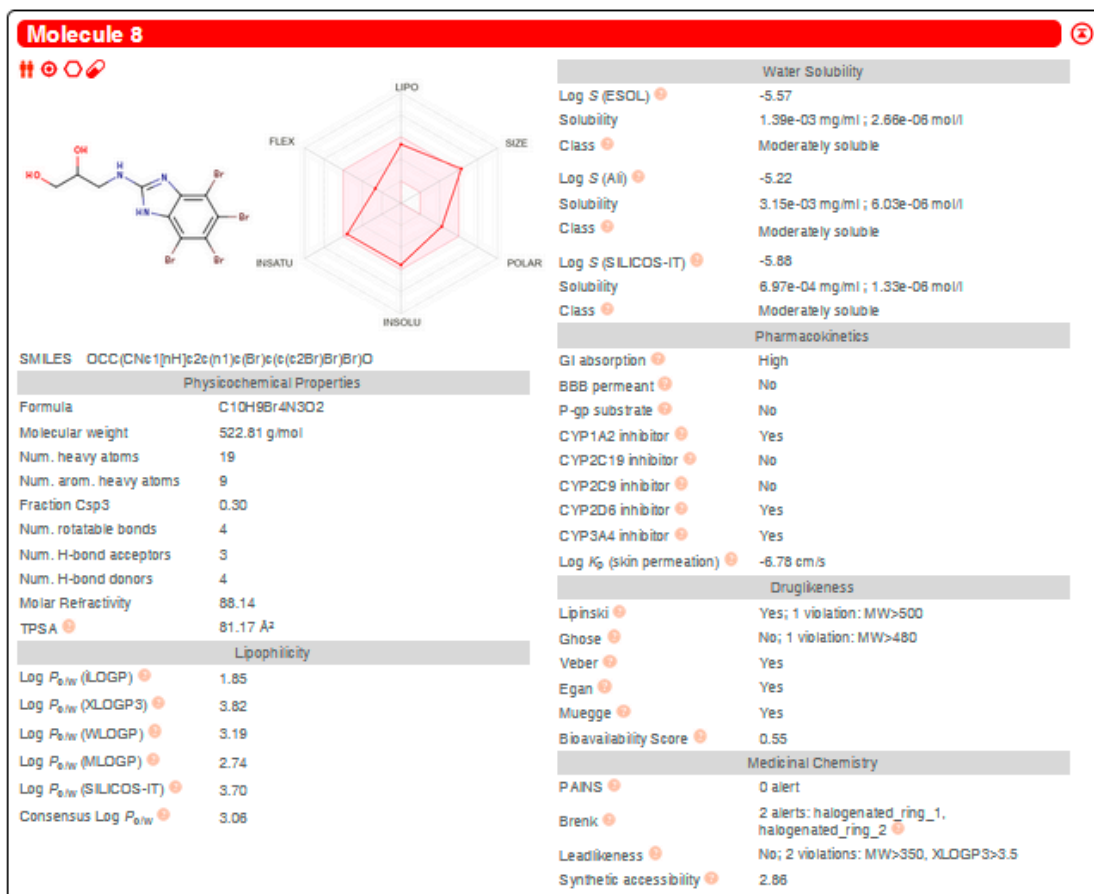 Molecule 8
LIPO
FLEX
SIZE
OH
HO
H
N
N
HN
Br
Br
Br
Br
INSATU
POLAR
INSOLU
SMILES OCC(CNc1[nH]c2c(n1)c(Br)c(c(c2Br)Br)Br)O
Physicochemical Properties
Formula C10H9Br4N3O2
Molecular weight 522.81 g/mol
Num. heavy atoms 19
Num. arom. heavy atoms 9
Fraction Csp3 0.30
Num. rotatable bonds 4
Num. H-bond acceptors 3
Num. H-bond donors 4
Molar Refractivity 88.14
TPSA ? 81.17 Å²
Lipophilicity
Log Po/w (iLOGP) ? 1.85
Log Po/w (XLOGP3) ? 3.82
Log Po/w (WLOGP) ? 3.19
Log Po/w (MLOGP) ? 2.74
Log Po/w (SILICOS-IT) ? 3.70
Consensus Log Po/w ? 3.06
Water Solubility
Log S (ESOL) ? -5.57
Solubility 1.39e-03 mg/ml ; 2.66e-06 mol/l
Class ? Moderately soluble
Log S (Ali) ? -5.22
Solubility 3.15e-03 mg/ml ; 6.03e-06 mol/l
Class ? Moderately soluble
Log S (SILICOS-IT) ? -5.88
Solubility 6.97e-04 mg/ml ; 1.33e-06 mol/l
Class ? Moderately soluble
Pharmacokinetics
GI absorption ? High
BBB permeant ? No
P-gp substrate ? No
CYP1A2 inhibitor ? Yes
CYP2C19 inhibitor ? No
CYP2C9 inhibitor ? No
CYP2D6 inhibitor ? Yes
CYP3A4 inhibitor ? Yes
Log Kp (skin permeation) ? -6.78 cm/s
Druglikeness
Lipinski ? Yes; 1 violation: MW>500
Ghose ? No; 1 violation: MW>480
Veber ? Yes
Egan ? Yes
Muegge ? Yes
Bioavailability Score ? 0.55
Medicinal Chemistry
PAINS ? 0 alert
Brenk ? 2 alerts: halogenated_ring_1,
halogenated_ring_2 ?
Leadlikeness ? No; 2 violations: MW>350, XLOGP3>3.5
Synthetic accessibility ? 2.86